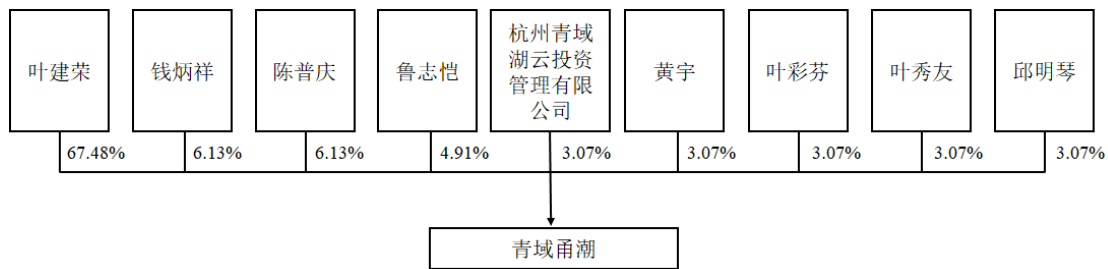 叶建荣
钱炳祥
陈普庆
鲁志恺
杭州青域
湖云投资
管理有限
公司
黄宇
叶彩芬
叶秀友
邱明琴
67.48%
6.13%
6.13%
4.91%
3.07%
3.07%
3.07%
3.07%
3.07%
青域甬潮